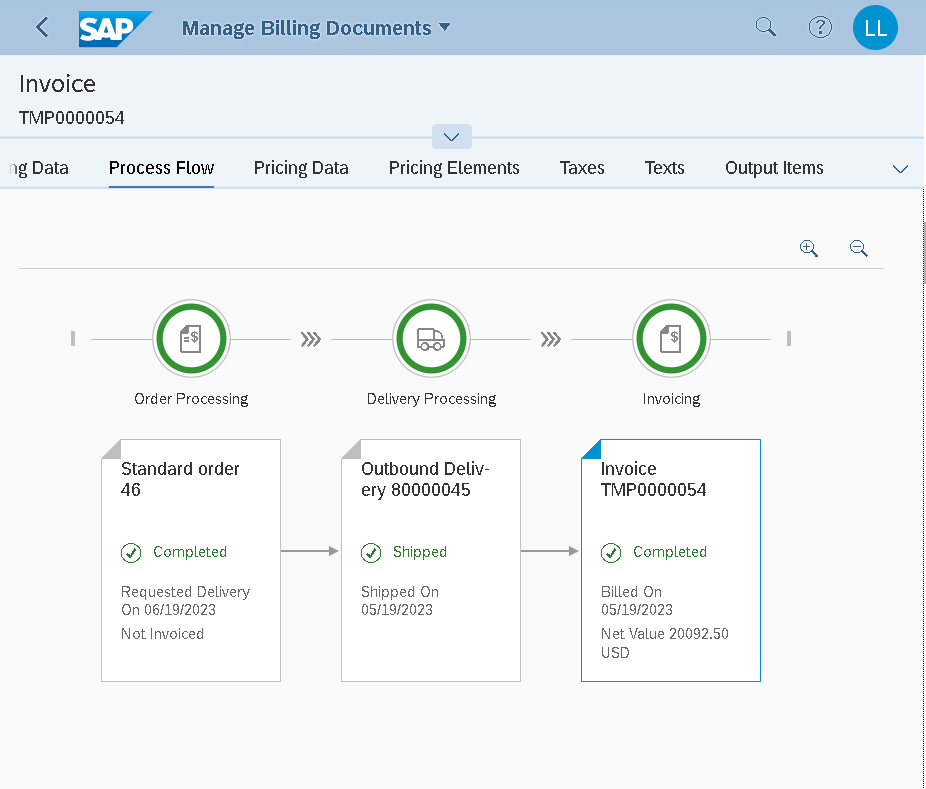 SAP
Manage Billing Documents
LL
Invoice
TMP0000054
ng Data
Process Flow
Pricing Data
Pricing Elements
Taxes
Texts
Output Items
Order Processing
Delivery Processing
Invoicing
Standard order
46
Completed
Requested Delivery
On 06/19/2023
Not Invoiced
Outbound Deliv-
ery 80000045
Shipped
Shipped On
05/19/2023
Invoice
TMP0000054
Completed
Billed On
05/19/2023
Net Value 20092.50
USD